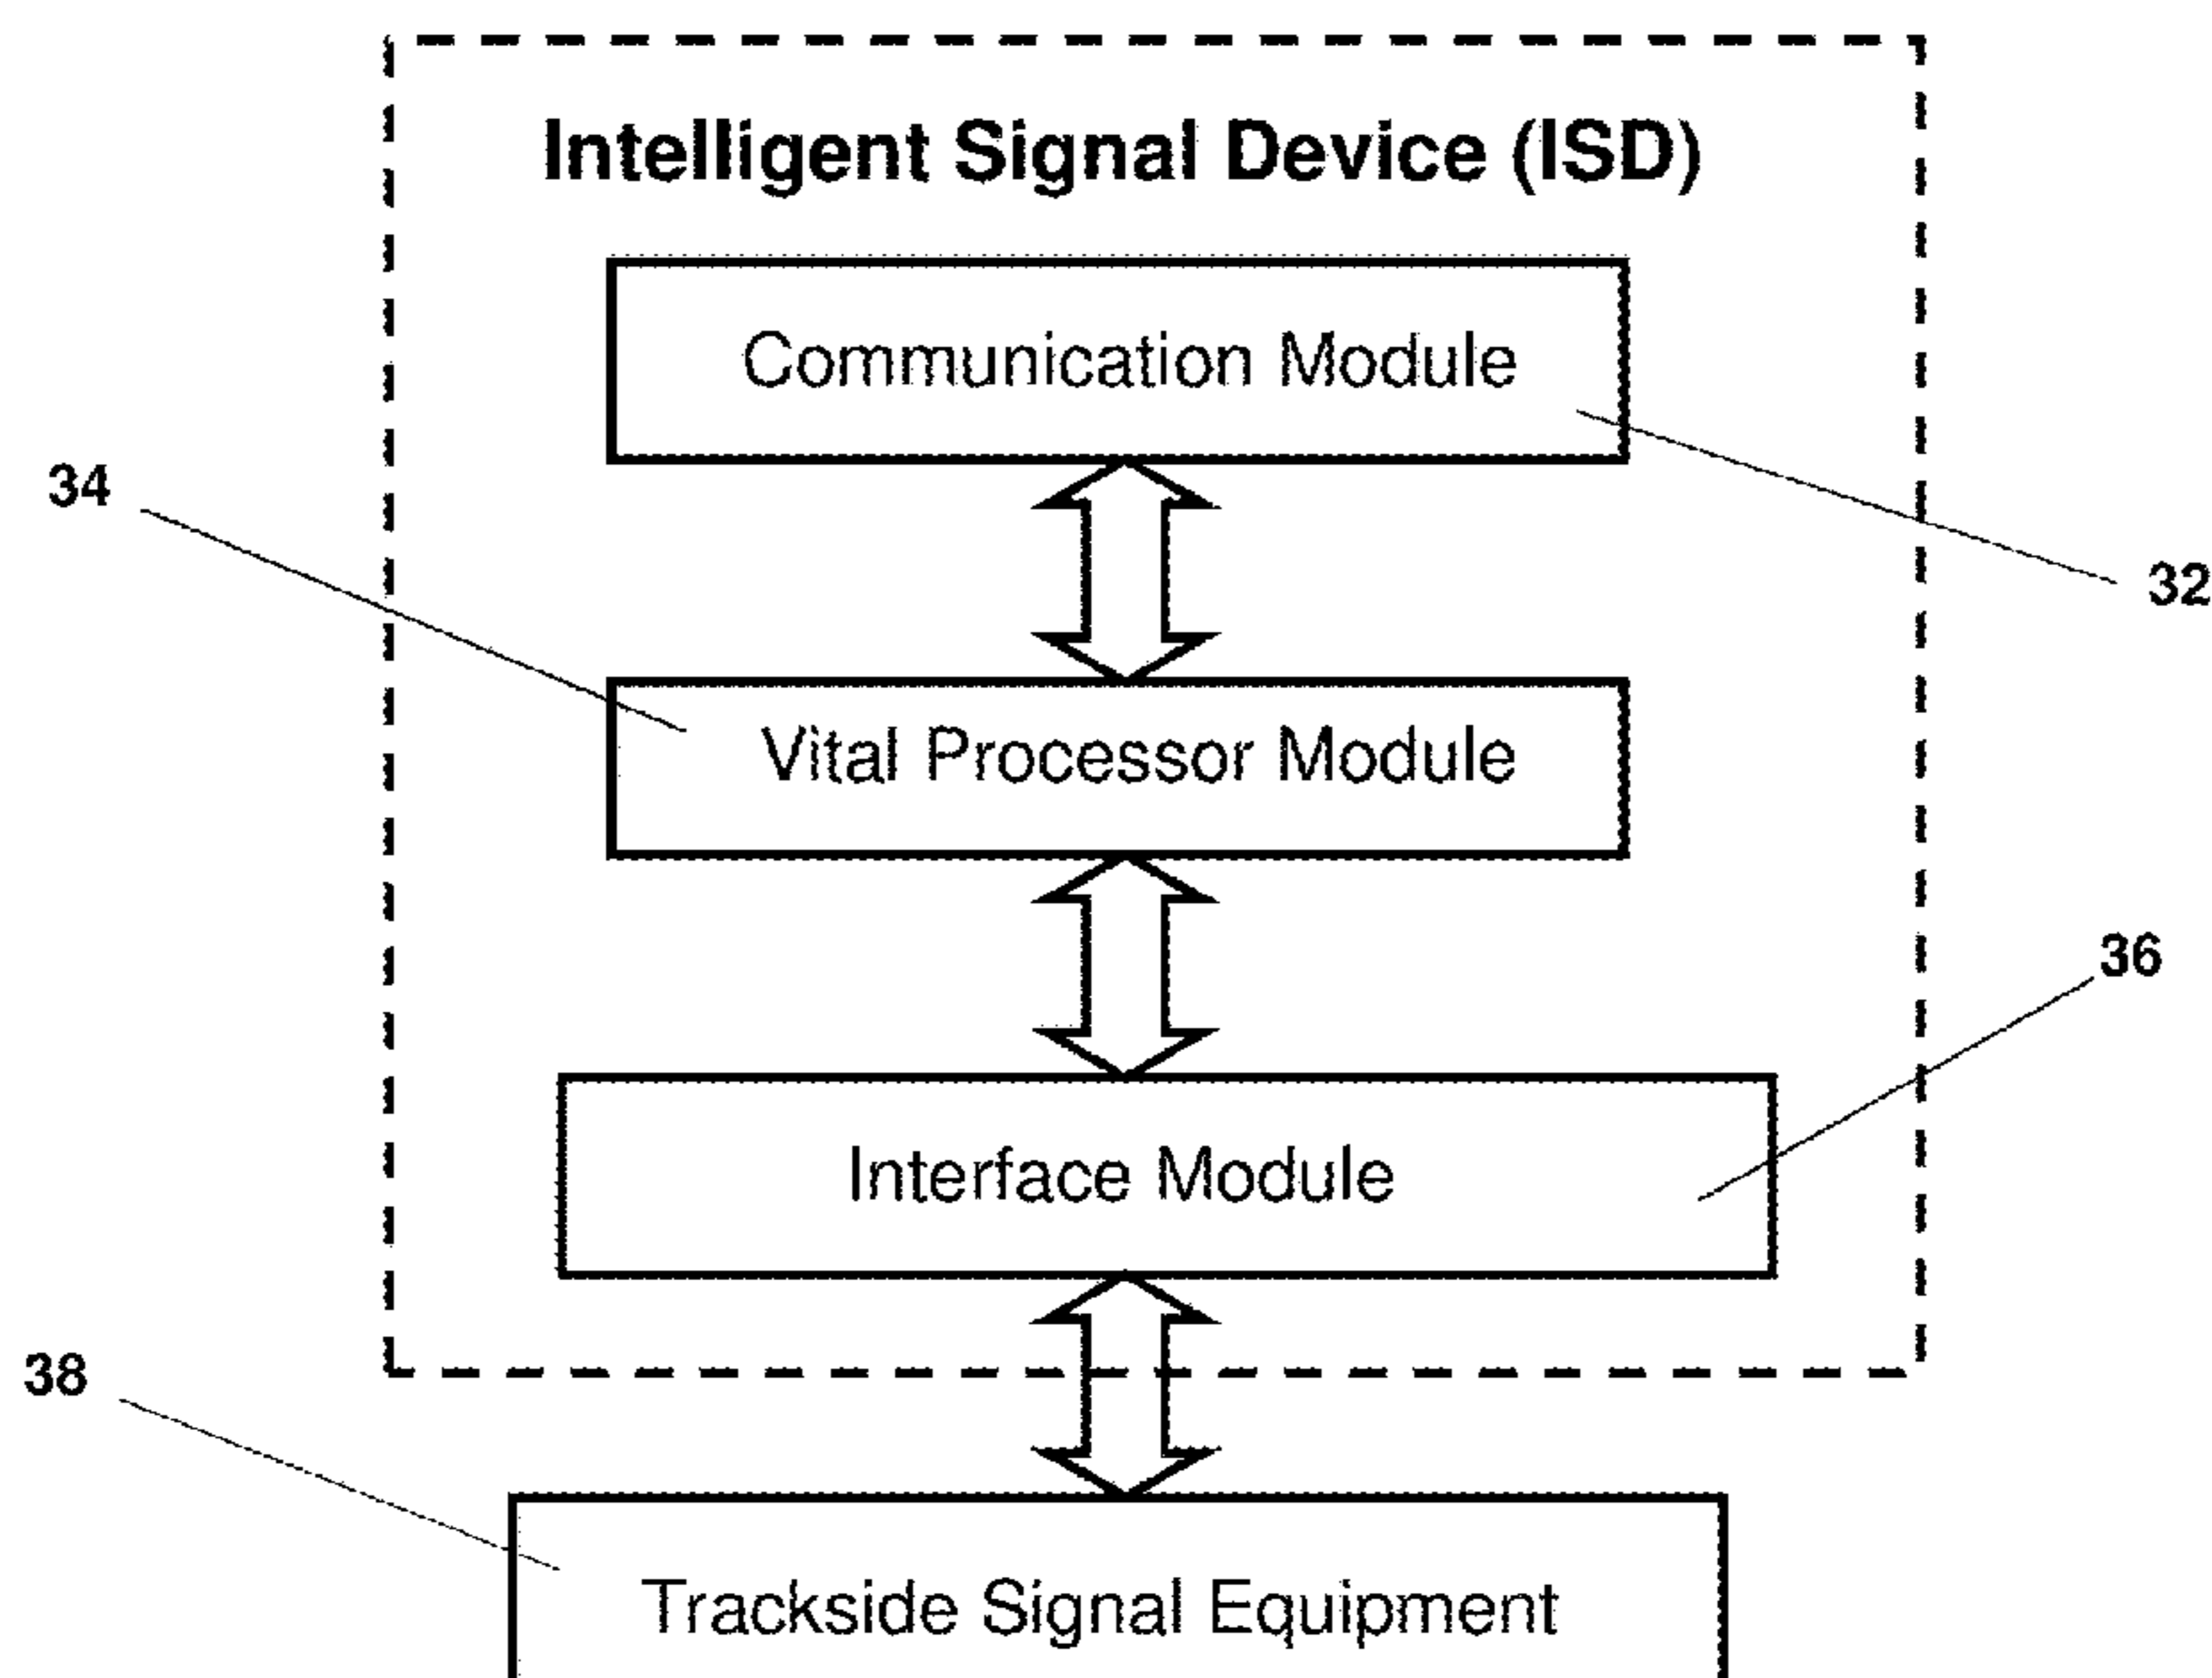 Intelligent Signal Device (ISD)
Communication Module
34
32
Vital Processor Module
36
Interface Module
38
Trackside Signal Equipment